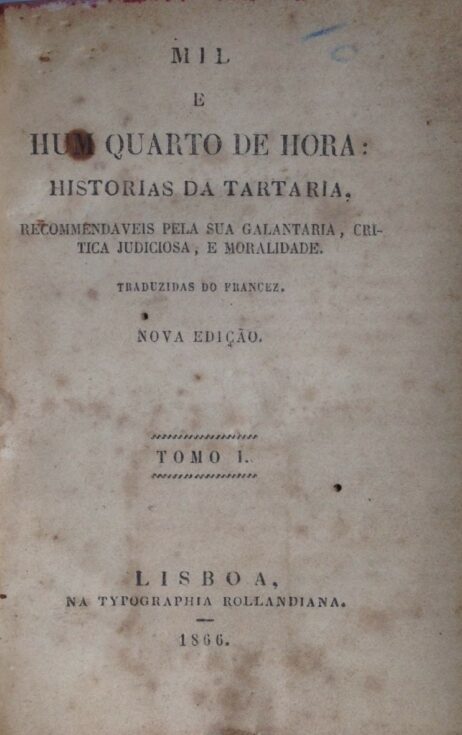 MIL
E
HUM QUARTO DE HORA:
HISTORIAS DA TARTARIA,
RECOMMENDAVEIS PELA SUA GALANTARIA, CRI-
TICA JUDICIOSA, E MORALIDADE.
TRADUZIDAS DO FRANCEZ.
NOVA EDIÇÃO.
TOMO I.
LISBOA,
NA TYPOGRAPHIA ROLLANDIANA.
1866.